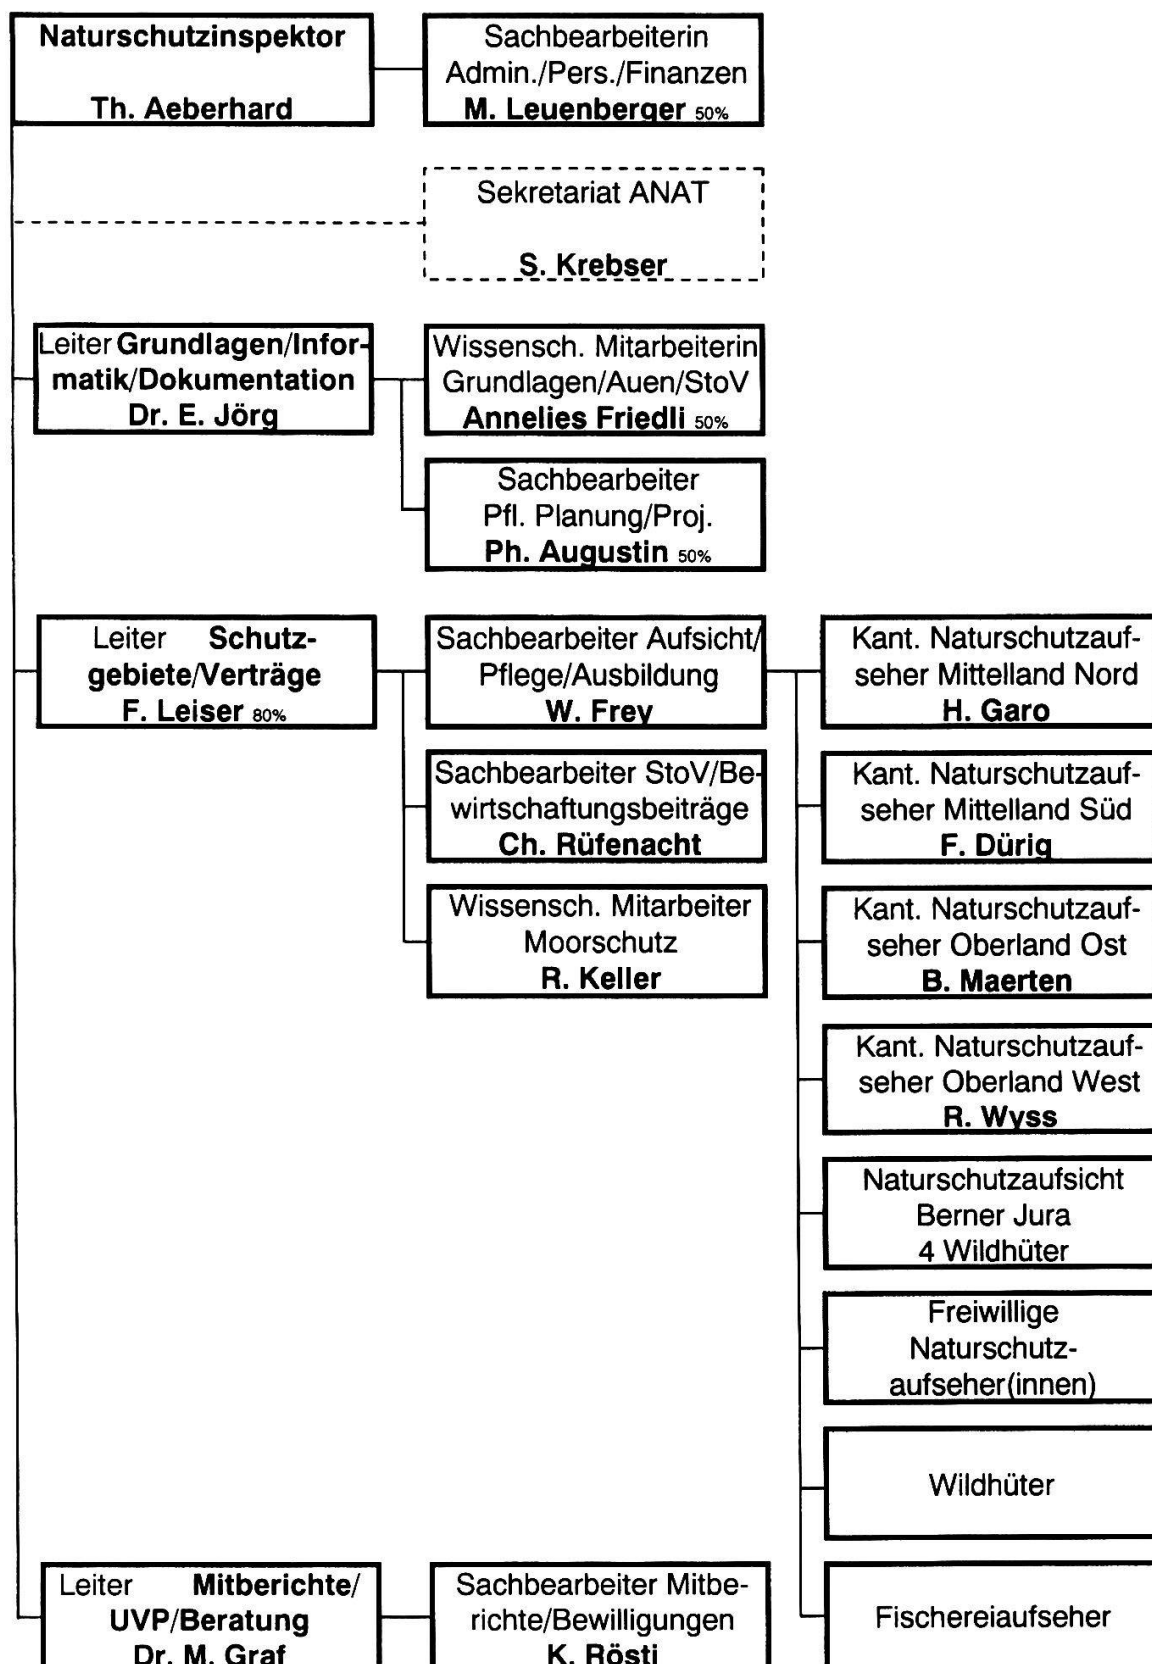 Naturschutzinspektor
Th. Aeberhard
Sachbearbeiterin
Admin./Pers./Finanzen
M. Leuenberger 50%
Sekretariat ANAT
S. Krebser
Leiter Grundlagen/Infor-
matik/Dokumentation
Dr. E. Jörg
Wissensch. Mitarbeiterin
Grundlagen/Auen/StoV
Annelies Friedli 50%
Sachbearbeiter
Pfl. Planung/Proj.
Ph. Augustin 50%
Leiter Schutz-
gebiete/Verträge
F. Leiser 80%
Sachbearbeiter Aufsicht/
Pflege/Ausbildung
W. Frey
Sachbearbeiter StoV/Be-
wirtschaftungsbeiträge
Ch. Rüfenacht
Wissensch. Mitarbeiter
Moorschutz
R. Keller
Kant. Naturschutzauf-
seher Mittelland Nord
H. Garo
Kant. Naturschutzauf-
seher Mittelland Süd
F. Dürig
Kant. Naturschutzauf-
seher Oberland Ost
B. Maerten
Kant. Naturschutzauf-
seher Oberland West
R. Wyss
Naturschutzaufsicht
Berner Jura
4 Wildhüter
Freiwillige
Naturschutz-
aufseher(innen)
Wildhüter
Fischereiaufseher
Leiter Mitberichte/
UVP/Beratung
Dr. M. Graf
Sachbearbeiter Mitbe-
richte/Bewilligungen
K. Rösti